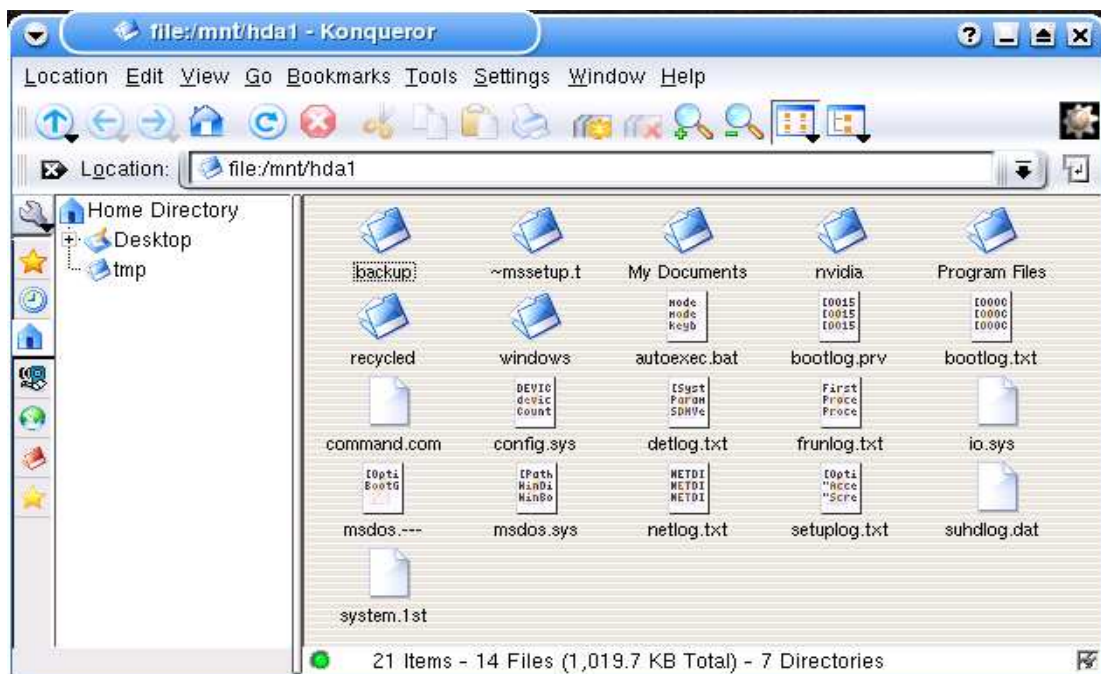 file:/mnt/hda1 - Konqueror
Location Edit View Go Bookmarks Tools Settings Window Help
Location: file:/mnt/hda1
Home Directory
Desktop
tmp
backup ~mssetup.t My Documents nvidia Program Files
recycled windows autoexec.bat bootlog.prv bootlog.txt
command.com config.sys detlog.txt frunlog.txt io.sys
msdos.--- msdos.sys netlog.txt setuplog.txt suhdlog.dat
system.1st
21 Items - 14 Files (1,019.7 KB Total) - 7 Directories